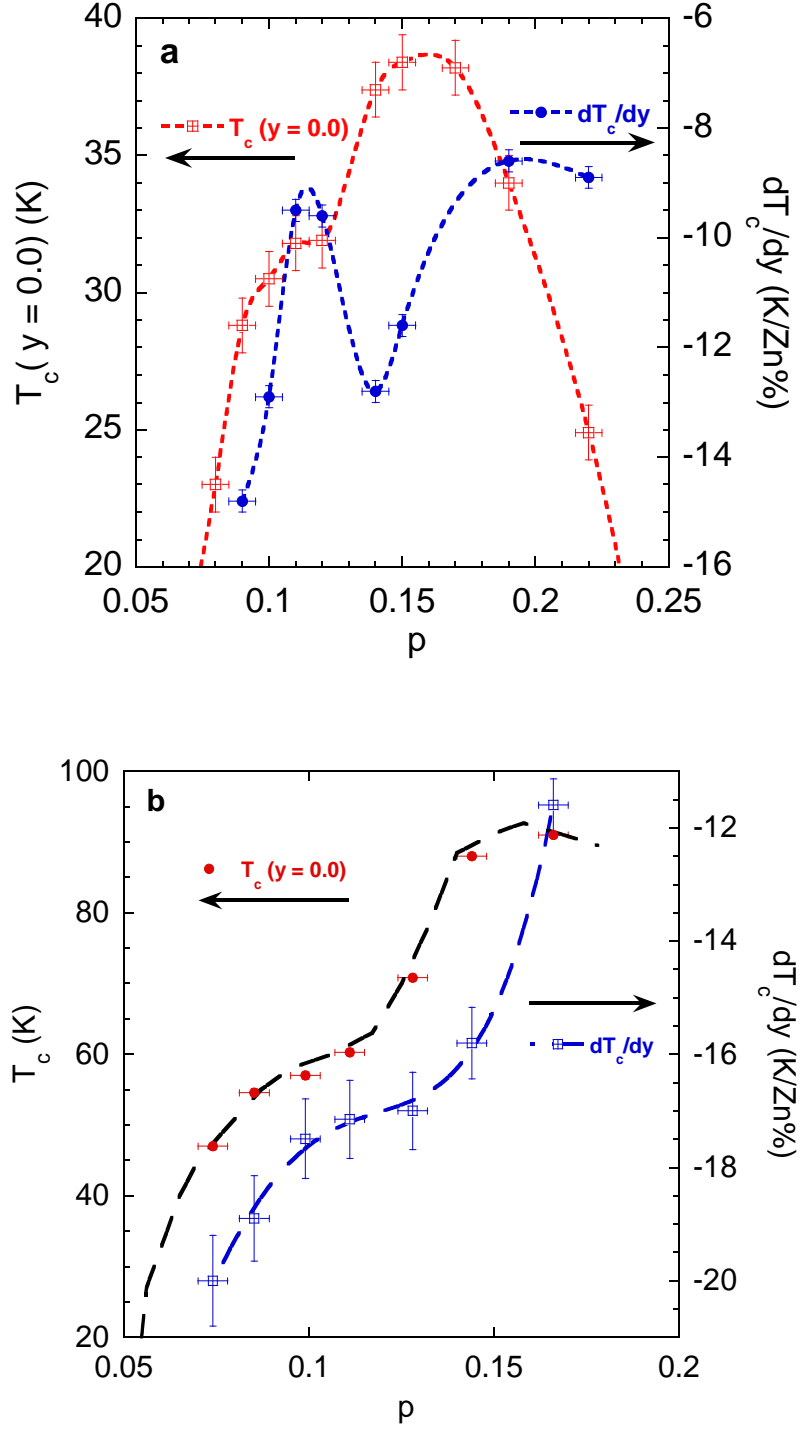 a
40
35
30
25
20
T_c( y = 0.0) (K)
T_c (y = 0.0)
dT_c/dy
-6
-8
-10
-12
-14
-16
dT_c/dy (K/Zn%)
0.05
0.1
0.15
0.2
0.25
p
b
100
80
60
40
20
T_c (K)
T_c (y = 0.0)
dT_c/dy
-12
-14
-16
-18
-20
dT_c/dy (K/Zn%)
0.05
0.1
0.15
0.2
p